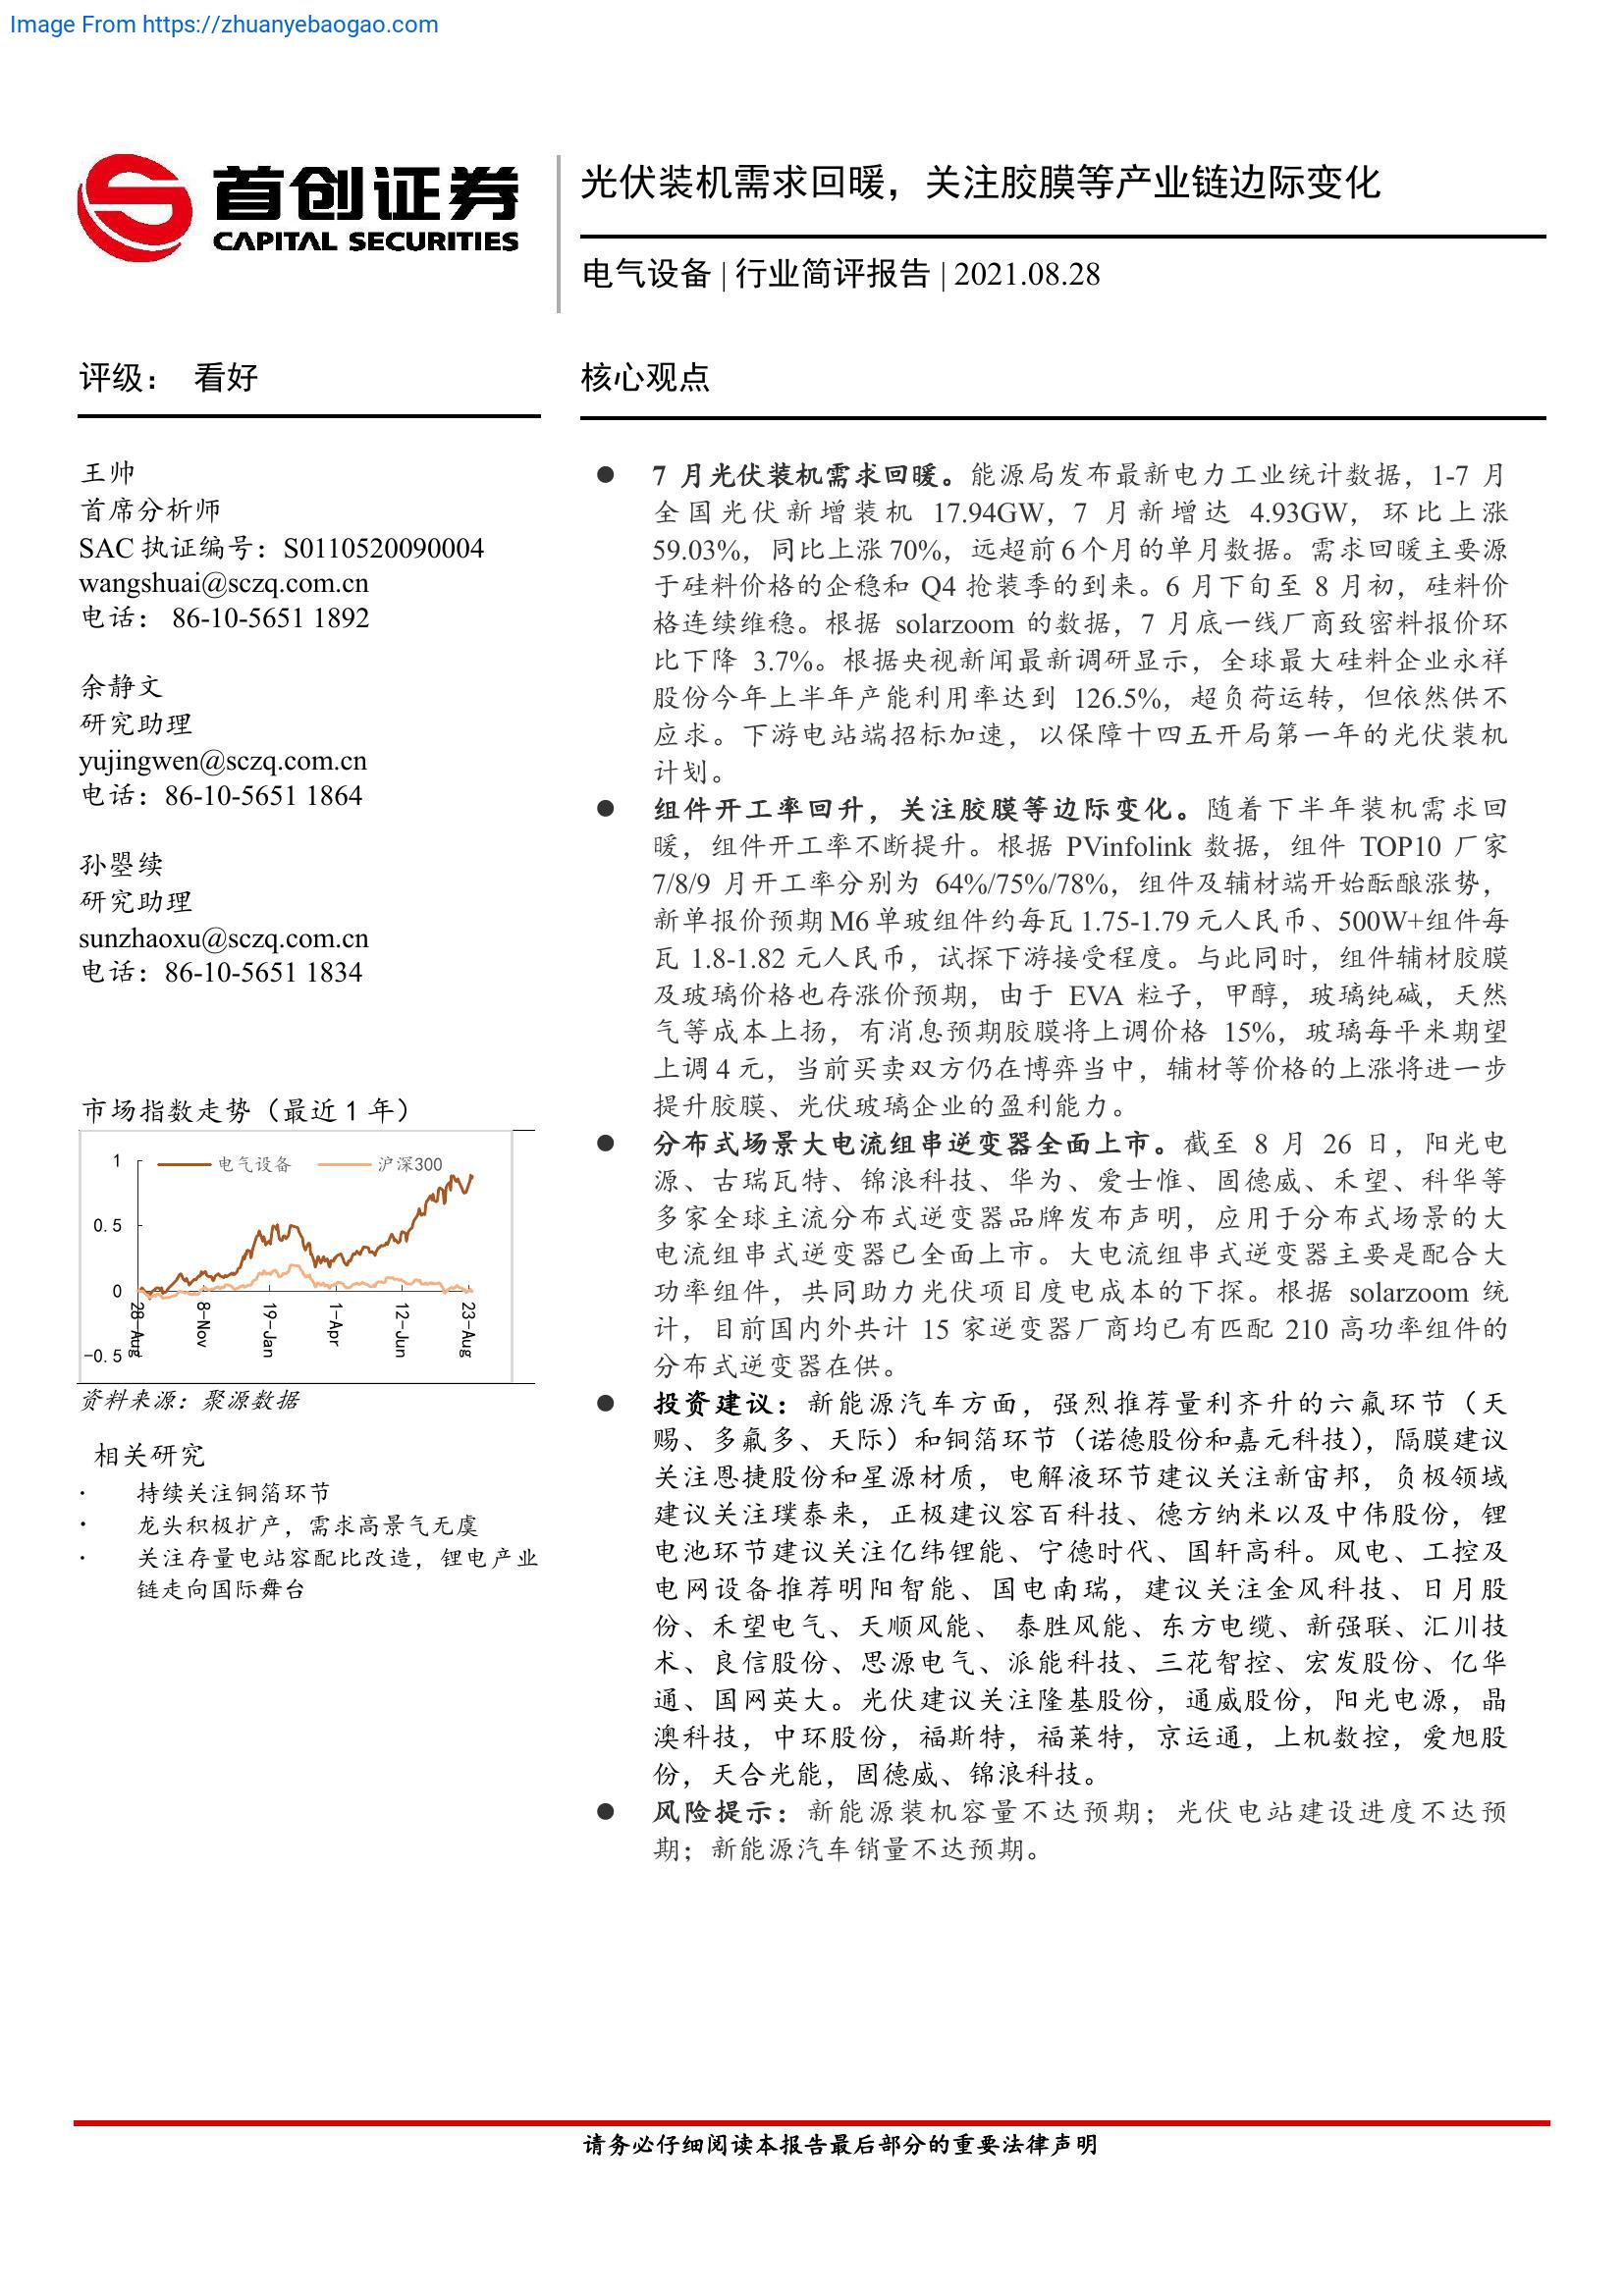 Image From https://zhuanyebaogao.com
首创证券
CAPITAL SECURITIES
光伏装机需求回暖，关注胶膜等产业链边际变化
电气设备 | 行业简评报告 | 2021.08.28
评级： 看好
王帅
首席分析师
SAC 执证编号：S0110520090004
wangshuai@sczq.com.cn
电话： 86-10-5651 1892
余静文
研究助理
yujingwen@sczq.com.cn
电话：86-10-5651 1864
孙曌续
研究助理
sunzhaoxu@sczq.com.cn
电话：86-10-5651 1834
市场指数走势（最近 1 年）
电气设备 沪深300
1
0.5
0
-0.5
28-Aug 8-Nov 19-Jan 1-Apr 12-Jun 23-Aug
资料来源：聚源数据
相关研究
· 持续关注铜箔环节
· 龙头积极扩产，需求高景气无虞
· 关注存量电站容配比改造，锂电产业
链走向国际舞台
核心观点
● 7 月光伏装机需求回暖。能源局发布最新电力工业统计数据，1-7 月
全国光伏新增装机 17.94GW，7 月新增达 4.93GW，环比上涨
59.03%，同比上涨 70%，远超前 6 个月的单月数据。需求回暖主要源
于硅料价格的企稳和 Q4 抢装季的到来。6 月下旬至 8 月初，硅料价
格连续维稳。根据 solarzoom 的数据，7 月底一线厂商致密料报价环
比下降 3.7%。根据央视新闻最新调研显示，全球最大硅料企业永祥
股份今年上半年产能利用率达到 126.5%，超负荷运转，但依然供不
应求。下游电站端招标加速，以保障十四五开局第一年的光伏装机
计划。
● 组件开工率回升，关注胶膜等边际变化。随着下半年装机需求回
暖，组件开工率不断提升。根据 PVinfolink 数据，组件 TOP10 厂家
7/8/9 月开工率分别为 64%/75%/78%，组件及辅材端开始酝酿涨势，
新单报价预期 M6 单玻组件约每瓦 1.75-1.79 元人民币、500W+组件每
瓦 1.8-1.82 元人民币，试探下游接受程度。与此同时，组件辅材胶膜
及玻璃价格也存涨价预期，由于 EVA 粒子，甲醇，玻璃纯碱，天然
气等成本上扬，有消息预期胶膜将上调价格 15%，玻璃每平米期望
上调 4 元，当前买卖双方仍在博弈当中，辅材等价格的上涨将进一步
提升胶膜、光伏玻璃企业的盈利能力。
● 分布式场景大电流组串逆变器全面上市。截至 8 月 26 日，阳光电
源、古瑞瓦特、锦浪科技、华为、爱士惟、固德威、禾望、科华等
多家全球主流分布式逆变器品牌发布声明，应用于分布式场景的大
电流组串式逆变器已全面上市。大电流组串式逆变器主要是配合大
功率组件，共同助力光伏项目度电成本的下探。根据 solarzoom 统
计，目前国内外共计 15 家逆变器厂商均已有匹配 210 高功率组件的
分布式逆变器在供。
● 投资建议：新能源汽车方面，强烈推荐量利齐升的六氟环节（天
赐、多氟多、天际）和铜箔环节（诺德股份和嘉元科技），隔膜建议
关注恩捷股份和星源材质，电解液环节建议关注新宙邦，负极领域
建议关注璞泰来，正极建议容百科技、德方纳米以及中伟股份，锂
电池环节建议关注亿纬锂能、宁德时代、国轩高科。风电、工控及
电网设备推荐明阳智能、国电南瑞，建议关注金风科技、日月股
份、禾望电气、天顺风能、 泰胜风能、东方电缆、新强联、汇川技
术、良信股份、思源电气、派能科技、三花智控、宏发股份、亿华
通、国网英大。光伏建议关注隆基股份，通威股份，阳光电源，晶
澳科技，中环股份，福斯特，福莱特，京运通，上机数控，爱旭股
份，天合光能，固德威、锦浪科技。
● 风险提示：新能源装机容量不达预期；光伏电站建设进度不达预
期；新能源汽车销量不达预期。
请务必仔细阅读本报告最后部分的重要法律声明